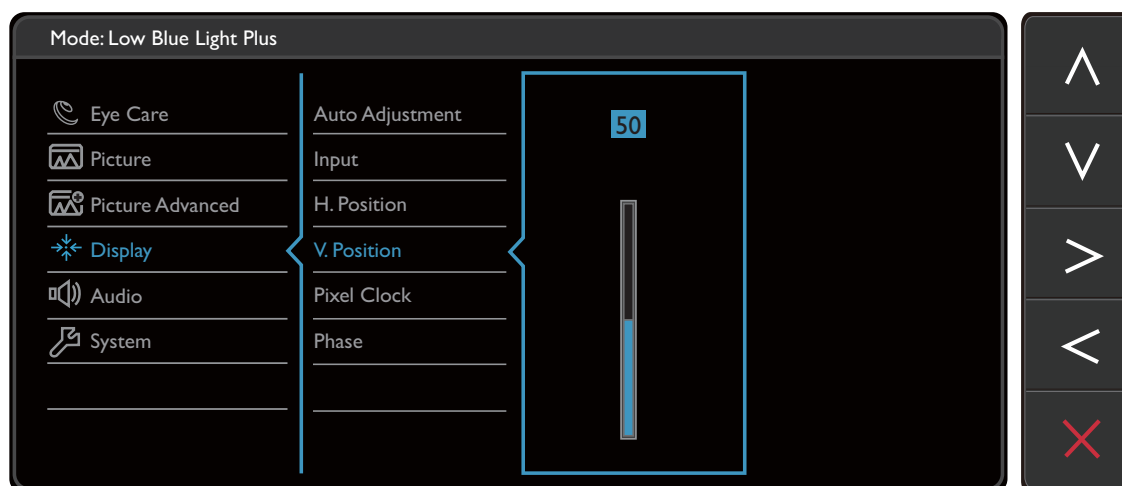 Mode: Low Blue Light Plus
Eye Care
Picture
Picture Advanced
Display
Audio
System
Auto Adjustment
Input
H. Position
V. Position
Pixel Clock
Phase
50